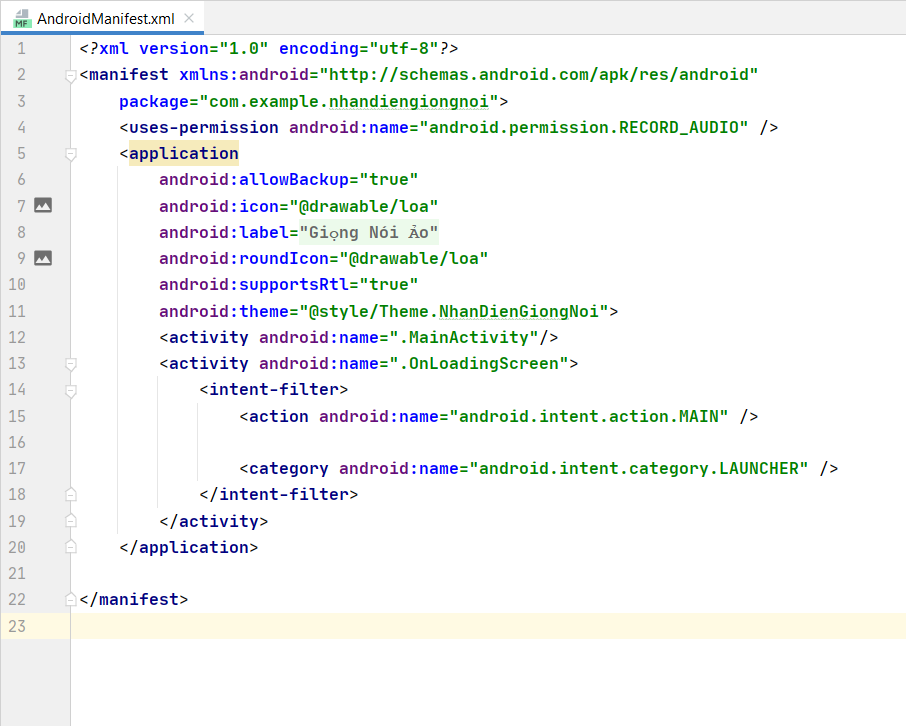 MF AndroidManifest.xml
1 <?xml version="1.0" encoding="utf-8"?>
2 <manifest xmlns:android="http://schemas.android.com/apk/res/android"
3     package="com.example.nhandiengiongnoi">
4     <uses-permission android:name="android.permission.RECORD_AUDIO" />
5     <application
6         android:allowBackup="true"
7         android:icon="@drawable/loa"
8         android:label="Giọng Nói Ảo"
9         android:roundIcon="@drawable/loa"
10         android:supportsRtl="true"
11         android:theme="@style/Theme.NhanDienGiongNoi">
12         <activity android:name=".MainActivity"/>
13         <activity android:name=".OnLoadingScreen">
14             <intent-filter>
15                 <action android:name="android.intent.action.MAIN" />
16
17                 <category android:name="android.intent.category.LAUNCHER" />
18             </intent-filter>
19         </activity>
20     </application>
21
22 </manifest>
23